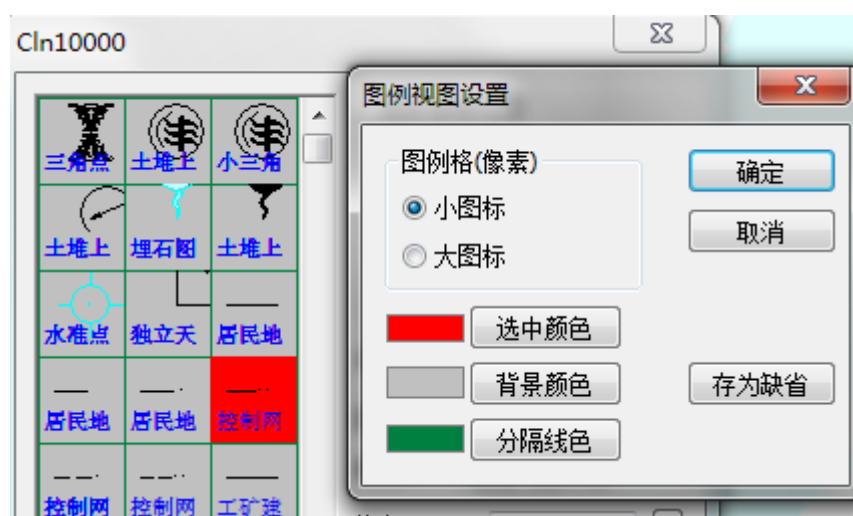 Cln10000
三角点 土堆上 小三角
土堆上 埋石图 土堆上
水准点 独立天 居民地
居民地 居民地 控制网
控制网 控制网 工矿建
图例视图设置
图例格(像素)
小图标
大图标
确定
取消
选中颜色
背景颜色
存为缺省
分隔线色